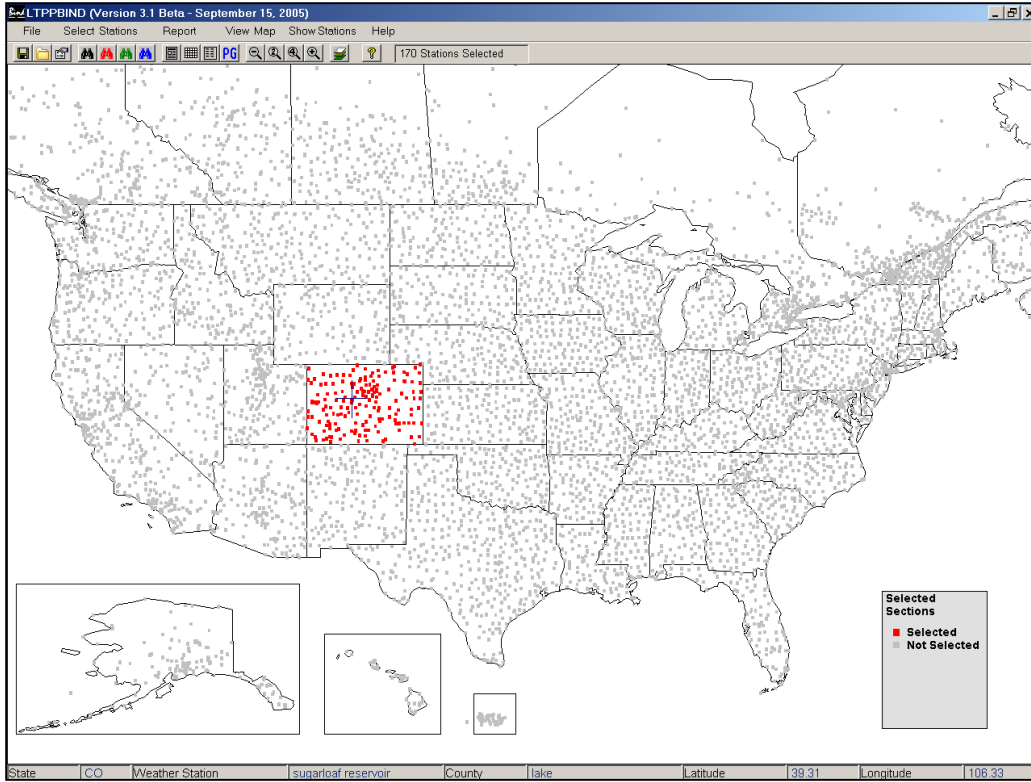 LTPPBIND (Version 3.1 Beta - September 15, 2005)
File Select Stations Report View Map Show Stations Help
PG 2 4 ? 170 Stations Selected
Selected
Sections
Selected
Not Selected
State CO Weather Station sugarloaf reservoir County lake Latitude 39.31 Longitude 106.33